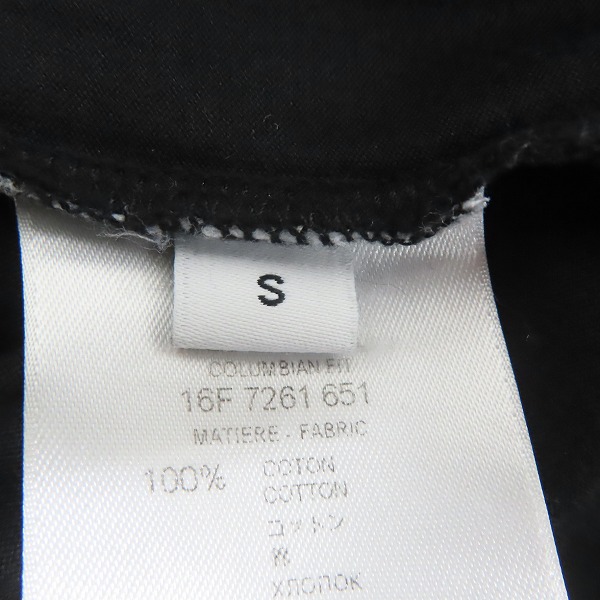 S
COLUMBIAN FIT
16F 7261 651
MATIERE - FABRIC
100% COTON
COTTON
コットン
棉
ХЛОПОК